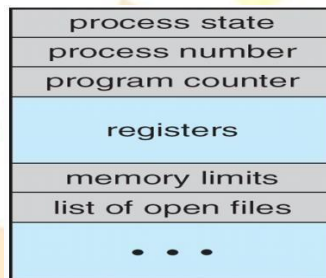 process state
process number
program counter
registers
memory limits
list of open files
• • •